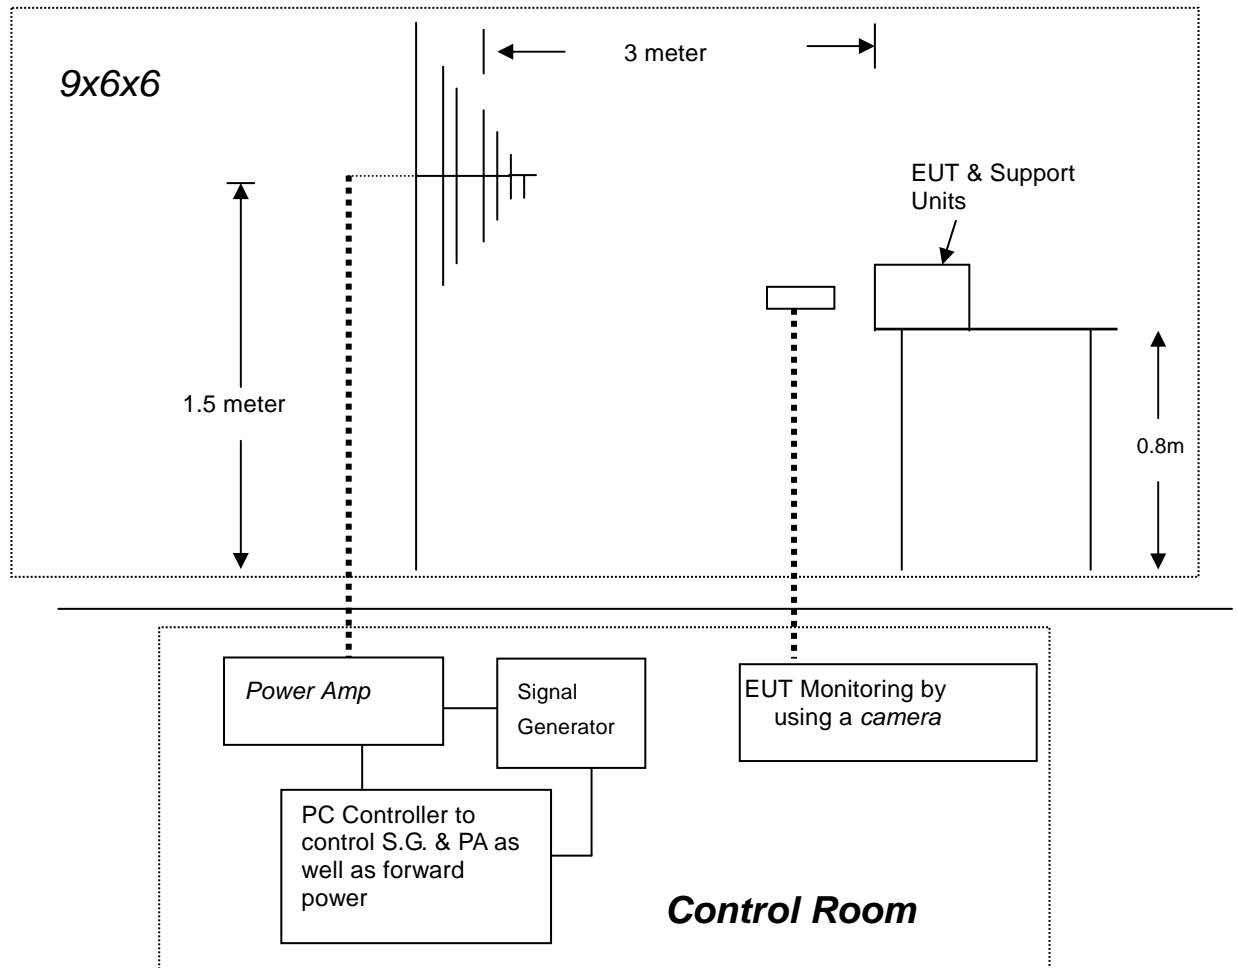 3 meter
9x6x6
EUT & Support
Units
1.5 meter
0.8m
Power Amp
Signal
Generator
EUT Monitoring by
using a camera
PC Controller to
control S.G. & PA as
well as forward
power
Control Room